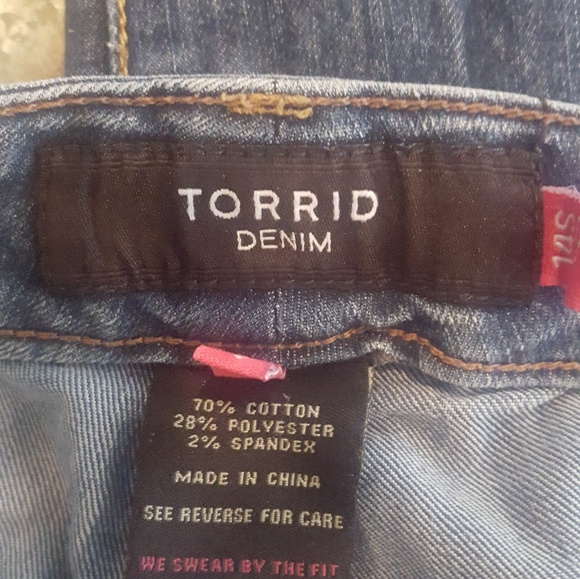 TORRID
DENIM
14S
70% COTTON
28% POLYESTER
2% SPANDEX
MADE IN CHINA
SEE REVERSE FOR CARE
WE SWEAR BY THE FIT